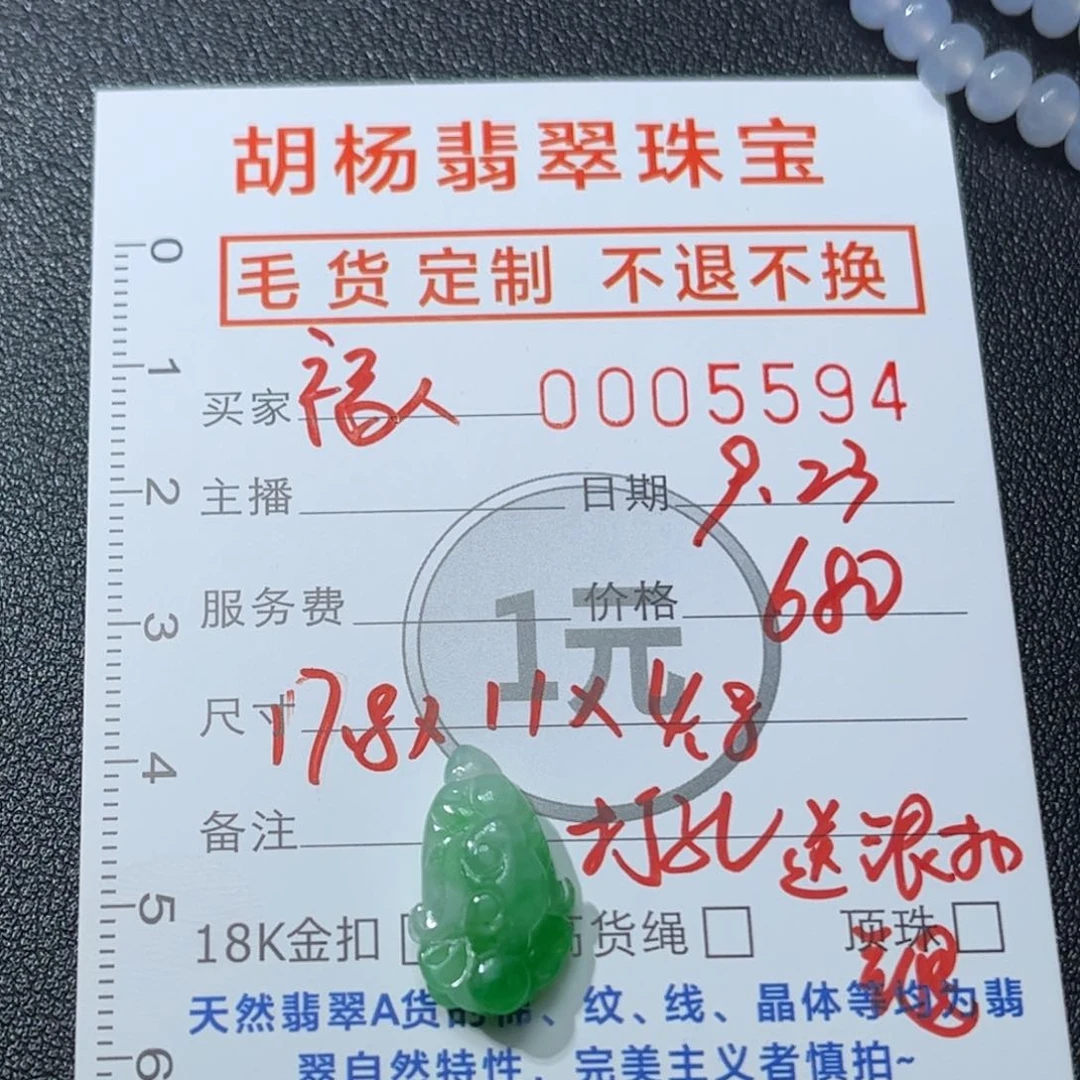 胡杨翡翠珠宝
毛货定制 不退不换
买家 福人 0005594
主播 日期 9.23
服务费 价格 680
1元
尺寸 17.8x11x4.8
备注 打孔送银扣
18K金扣 货绳 顶珠
天然翡翠A货的棉、纹、线、晶体等均为翡
翠自然特性，完美主义者慎拍~
0
1
2
3
4
5
6